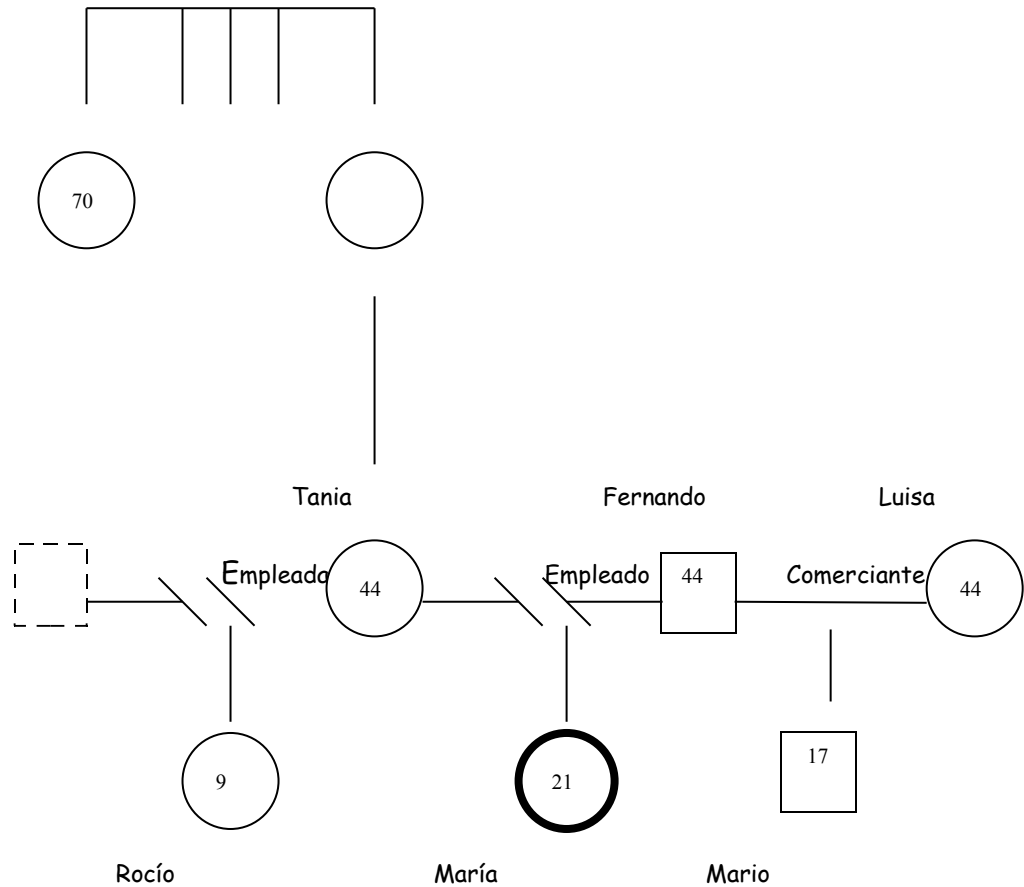 70
Tania
Fernando
Luisa
Empleada
44
Empleado
44
Comerciante
44
9
21
17
Rocío
María
Mario